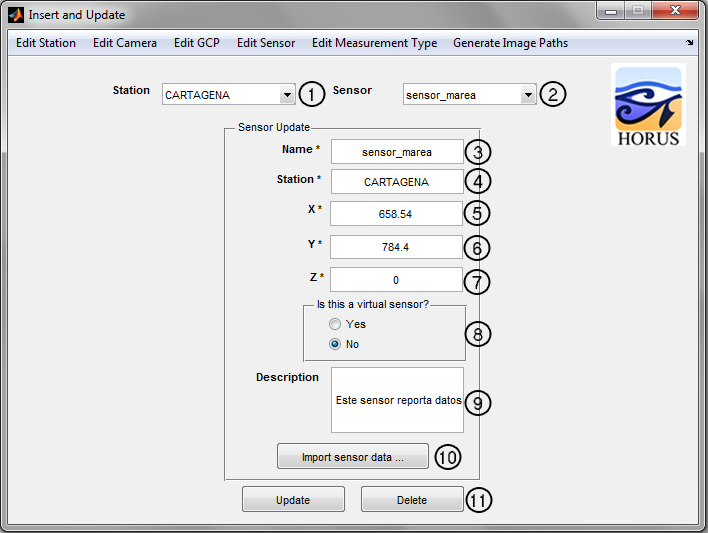 Insert and Update
Edit Station Edit Camera Edit GCP Edit Sensor Edit Measurement Type Generate Image Paths
Station CARTAGENA 1 Sensor sensor_marea 2
HORUS
Sensor Update
Name * sensor_marea 3
Station * CARTAGENA 4
X * 658.54 5
Y * 784.4 6
Z * 0 7
Is this a virtual sensor?
Yes
No 8
Description
Este sensor reporta datos 9
Import sensor data ... 10
Update Delete 11